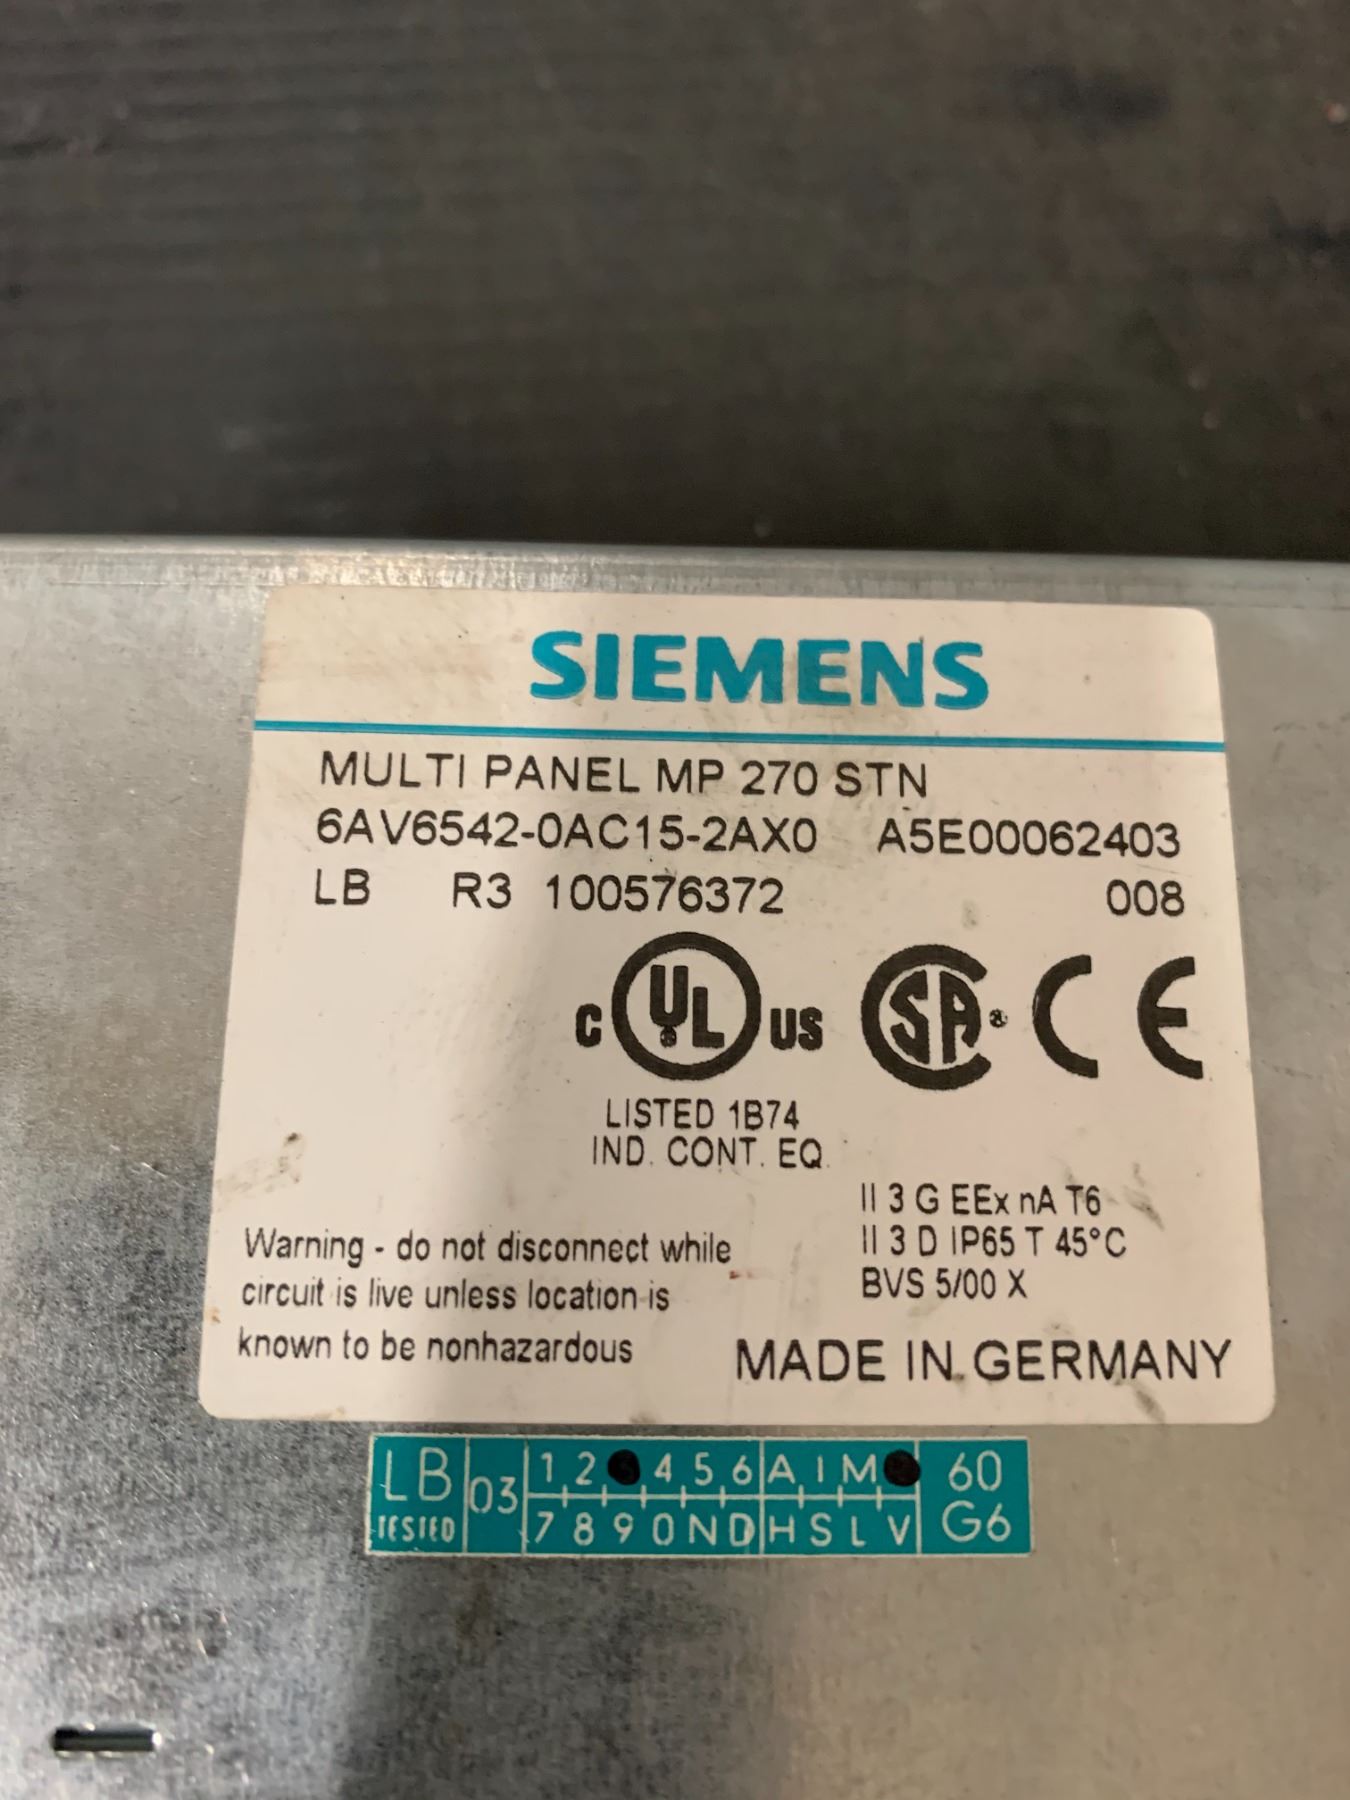 SIEMENS
MULTI PANEL MP 270 STN
6AV6542-0AC15-2AX0 A5E00062403
LB R3 100576372 008
C UL US SA CE
LISTED 1B74
IND. CONT. EQ.
II 3 G EEx nA T6
II 3 D IP65 T 45°C
BVS 5/00 X
Warning - do not disconnect while
circuit is live unless location is
known to be nonhazardous
MADE IN GERMANY
LB 03 1 2 4 5 6 A I M 60
TESTED 7 8 9 0 N D H S L V G6